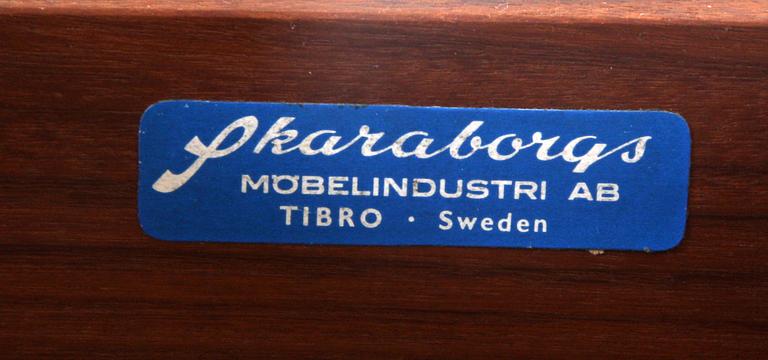 Skaraborgs
MÖBELINDUSTRI AB
TIBRO · Sweden